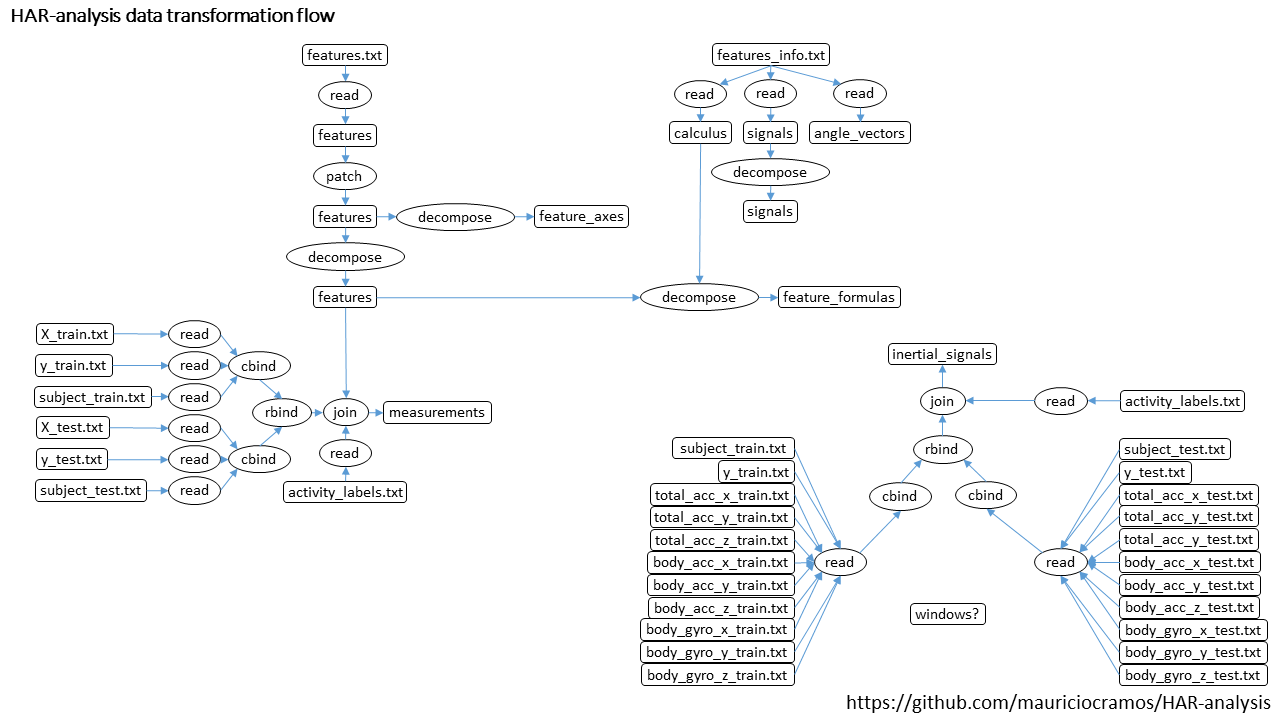 HAR-analysis data transformation flow
features.txt
read
features
patch
features
decompose
feature_axes
decompose
features
features_info.txt
read
read
read
calculus
signals
angle_vectors
decompose
signals
decompose
feature_formulas
X_train.txt
read
y_train.txt
read
cbind
subject_train.txt
read
rbind
join
measurements
X_test.txt
read
y_test.txt
read
cbind
read
subject_test.txt
read
activity_labels.txt
inertial_signals
join
read
activity_labels.txt
rbind
cbind
cbind
subject_train.txt
y_train.txt
total_acc_x_train.txt
total_acc_y_train.txt
total_acc_z_train.txt
body_acc_x_train.txt
body_acc_y_train.txt
body_acc_z_train.txt
body_gyro_x_train.txt
body_gyro_y_train.txt
body_gyro_z_train.txt
read
windows?
read
subject_test.txt
y_test.txt
total_acc_x_test.txt
total_acc_y_test.txt
total_acc_y_test.txt
body_acc_x_test.txt
body_acc_y_test.txt
body_acc_z_test.txt
body_gyro_x_test.txt
body_gyro_y_test.txt
body_gyro_z_test.txt
https://github.com/mauriciocramos/HAR-analysis